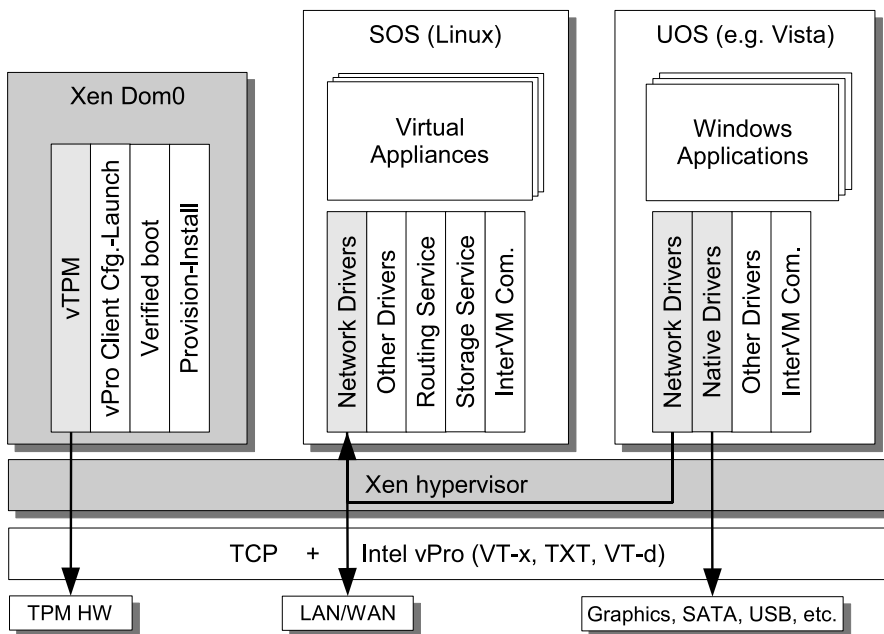 Xen Dom0
vTPM
vPro Client Cfg.-Launch
Verified boot
Provision-Install
SOS (Linux)
Virtual
Appliances
Network Drivers
Other Drivers
Routing Service
Storage Service
InterVM Com.
UOS (e.g. Vista)
Windows
Applications
Network Drivers
Native Drivers
Other Drivers
InterVM Com.
Xen hypervisor
TCP + Intel vPro (VT-x, TXT, VT-d)
TPM HW
LAN/WAN
Graphics, SATA, USB, etc.